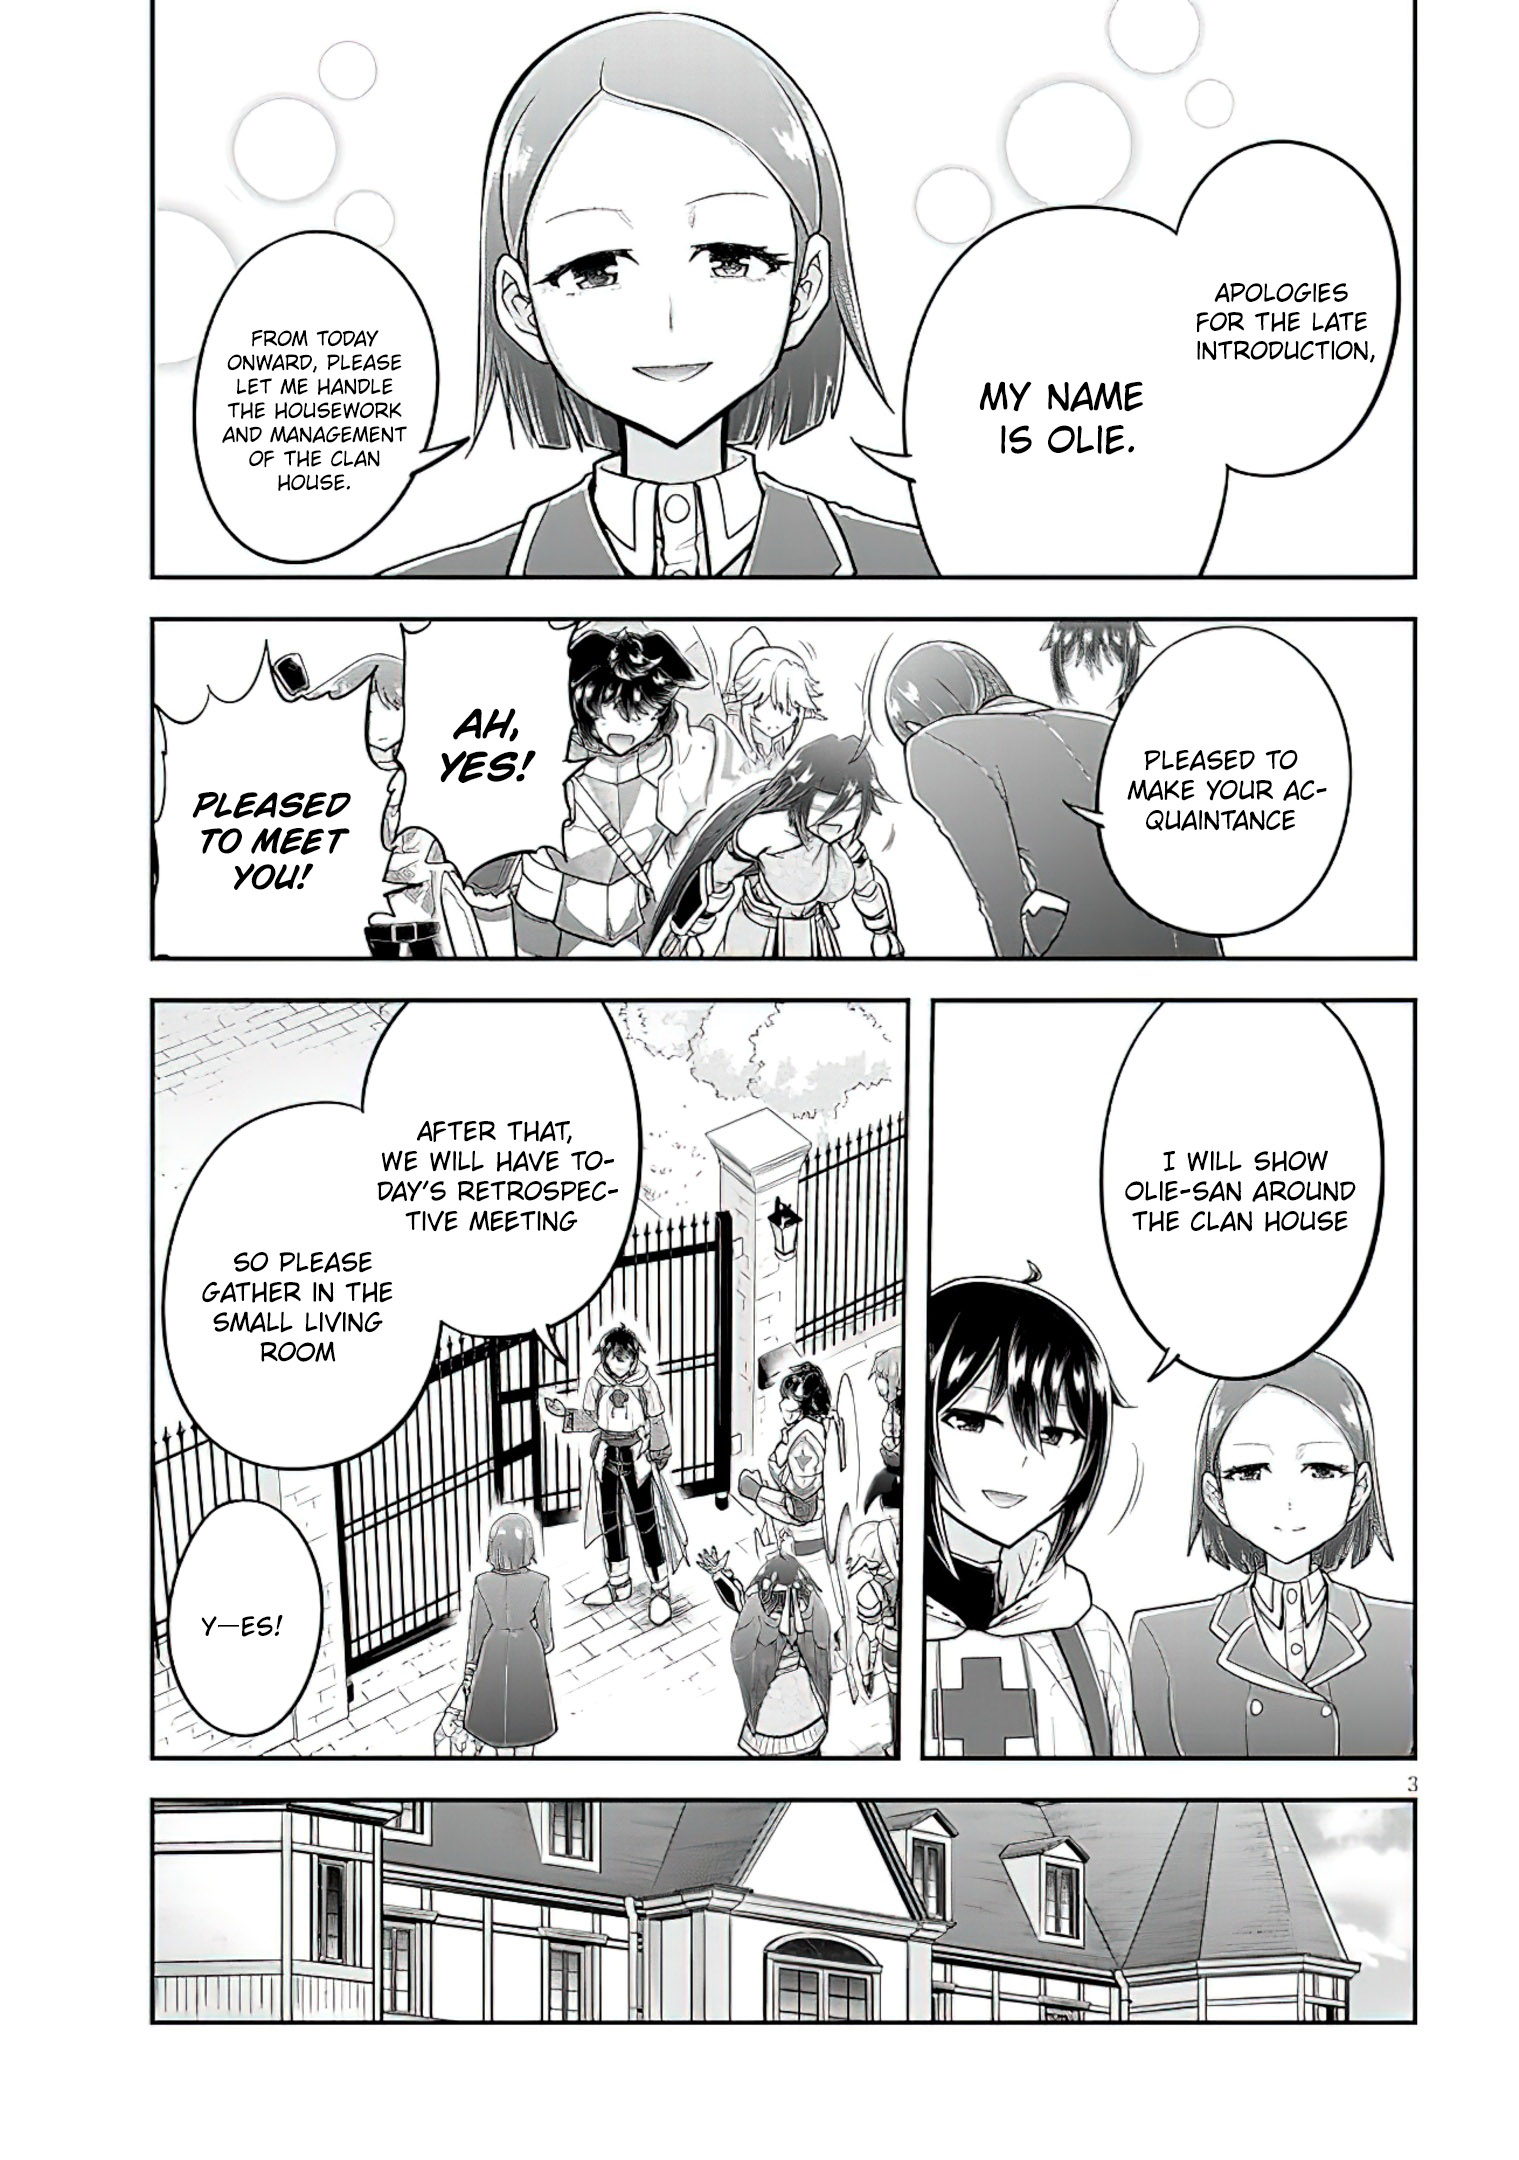 APOLOGIES
FOR THE LATE
INTRODUCTION,
MY NAME
IS OLIE.
FROM TODAY
ONWARD, PLEASE
LET ME HANDLE
THE HOUSEWORK
AND MANAGEMENT
OF THE CLAN
HOUSE.
PLEASED TO
MAKE YOUR AC-
QUAINTANCE
AH,
YES!
PLEASED
TO MEET
YOU!
I WILL SHOW
OLIE-SAN AROUND
THE CLAN HOUSE
AFTER THAT,
WE WILL HAVE TO-
DAY'S RETROSPEC-
TIVE MEETING
SO PLEASE
GATHER IN THE
SMALL LIVING
ROOM
Y—ES!
3